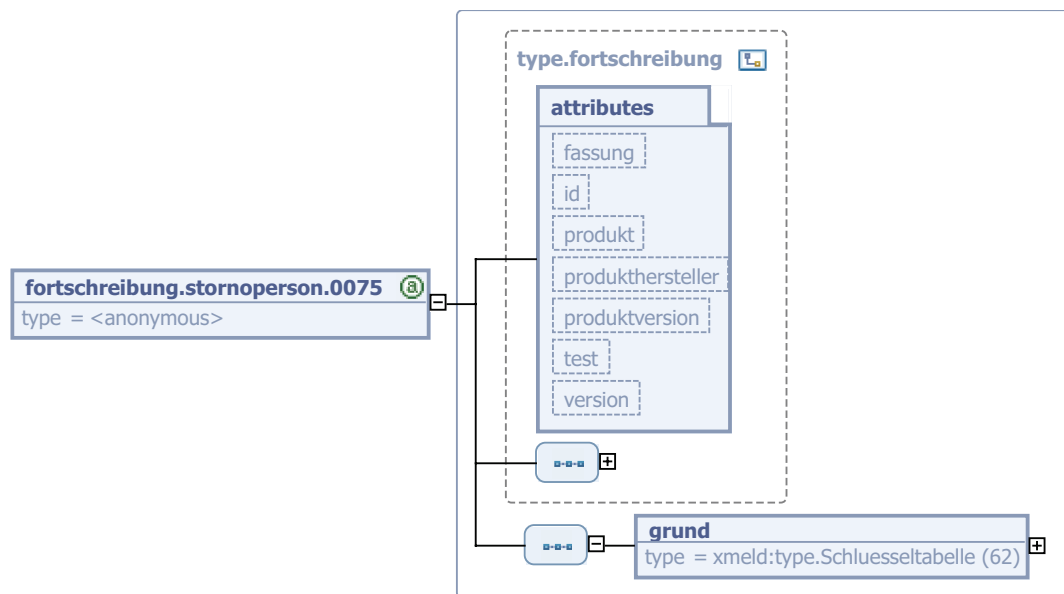 type.fortschreibung
attributes
fassung
id
produkt
produkthersteller
produktversion
test
version
fortschreibung.stornoperson.0075 @
type = <anonymous>
grund
type = xmeld:type.Schluesseltabelle (62)